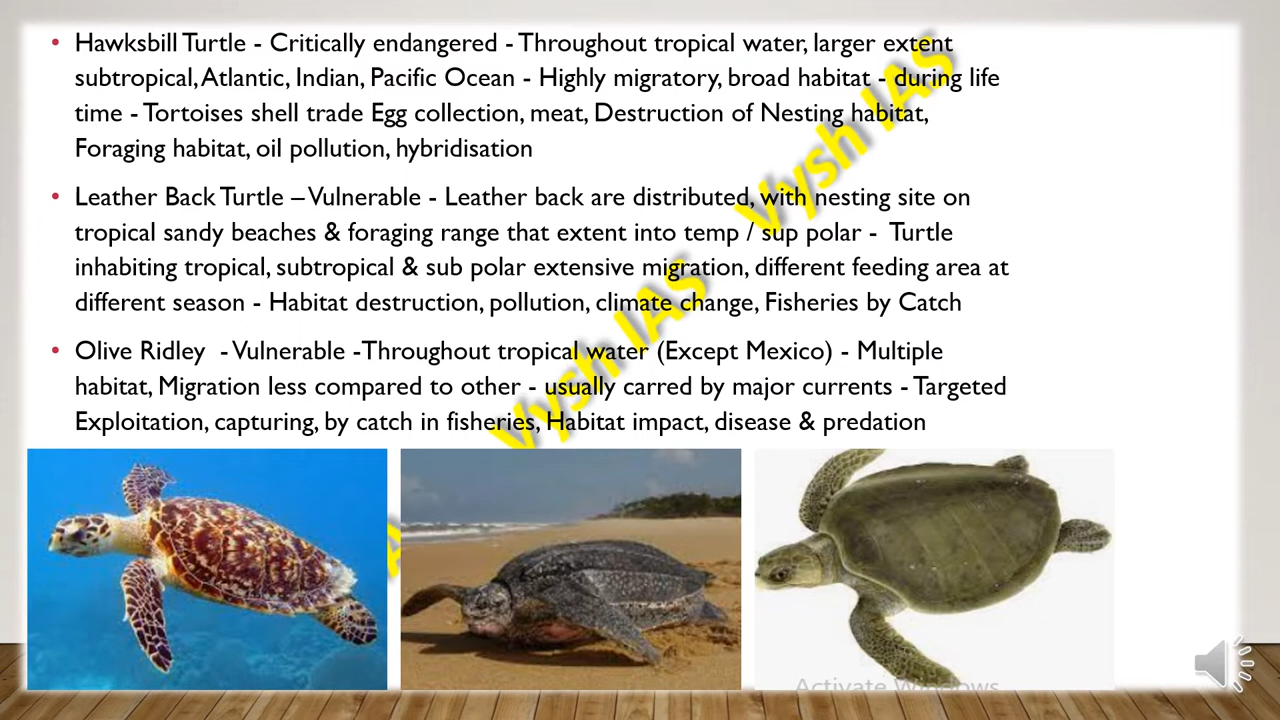 • Hawksbill Turtle - Critically endangered - Throughout tropical water, larger extent
subtropical, Atlantic, Indian, Pacific Ocean - Highly migratory, broad habitat - during life
time - Tortoises shell trade Egg collection, meat, Destruction of Nesting habitat,
Foraging habitat, oil pollution, hybridisation
• Leather Back Turtle – Vulnerable - Leather back are distributed, with nesting site on
tropical sandy beaches & foraging range that extent into temp / sup polar - Turtle
inhabiting tropical, subtropical & sub polar extensive migration, different feeding area at
different season - Habitat destruction, pollution, climate change, Fisheries by Catch
• Olive Ridley - Vulnerable -Throughout tropical water (Except Mexico) - Multiple
habitat, Migration less compared to other - usually carred by major currents - Targeted
Exploitation, capturing, by catch in fisheries, Habitat impact, disease & predation
Vysh IAS
Vysh IAS
Activate Windows